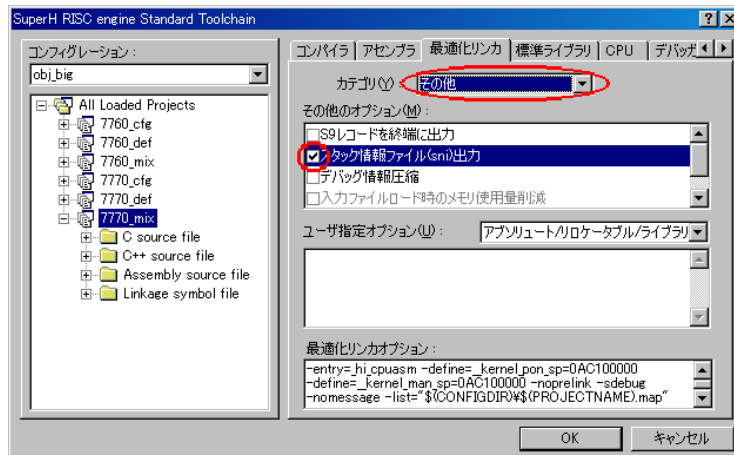 SuperH RISC engine Standard Toolchain
コンフィグレーション :
obj_big
All Loaded Projects
7760_cfg
7760_def
7760_mix
7770_cfg
7770_def
7770_mix
C source file
C++ source file
Assembly source file
Linkage symbol file
コンパイラ アセンブラ 最適化リンカ 標準ライブラリ CPU デバッガ
カテゴリ(Y) : その他
その他のオプション(M) :
S9レコードを終端に出力
スタック情報ファイル(sni)出力
デバッグ情報圧縮
入力ファイルロード時のメモリ使用量削減
ユーザ指定オプション(U) : アブソリュート/リロケータブル/ライブラリ
最適化リンカオプション :
-entry=_hi_cpuasm -define=_kernel_pon_sp=0AC100000
-define=_kernel_man_sp=0AC100000 -noprelink -sdebug
-nomessage -list="$(CONFIGDIR)¥$(PROJECTNAME).map"
OK キャンセル